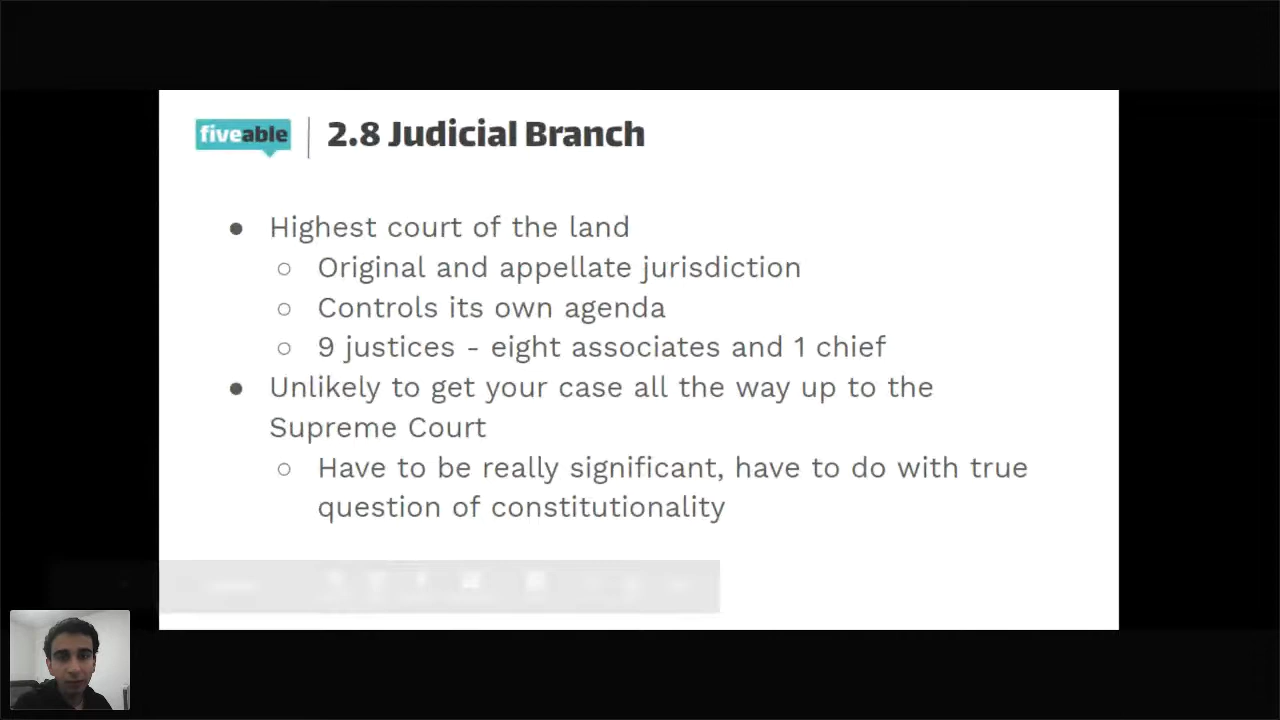 fiveable
2.8 Judicial Branch
● Highest court of the land
○ Original and appellate jurisdiction
○ Controls its own agenda
○ 9 justices - eight associates and 1 chief
● Unlikely to get your case all the way up to the
Supreme Court
○ Have to be really significant, have to do with true
question of constitutionality